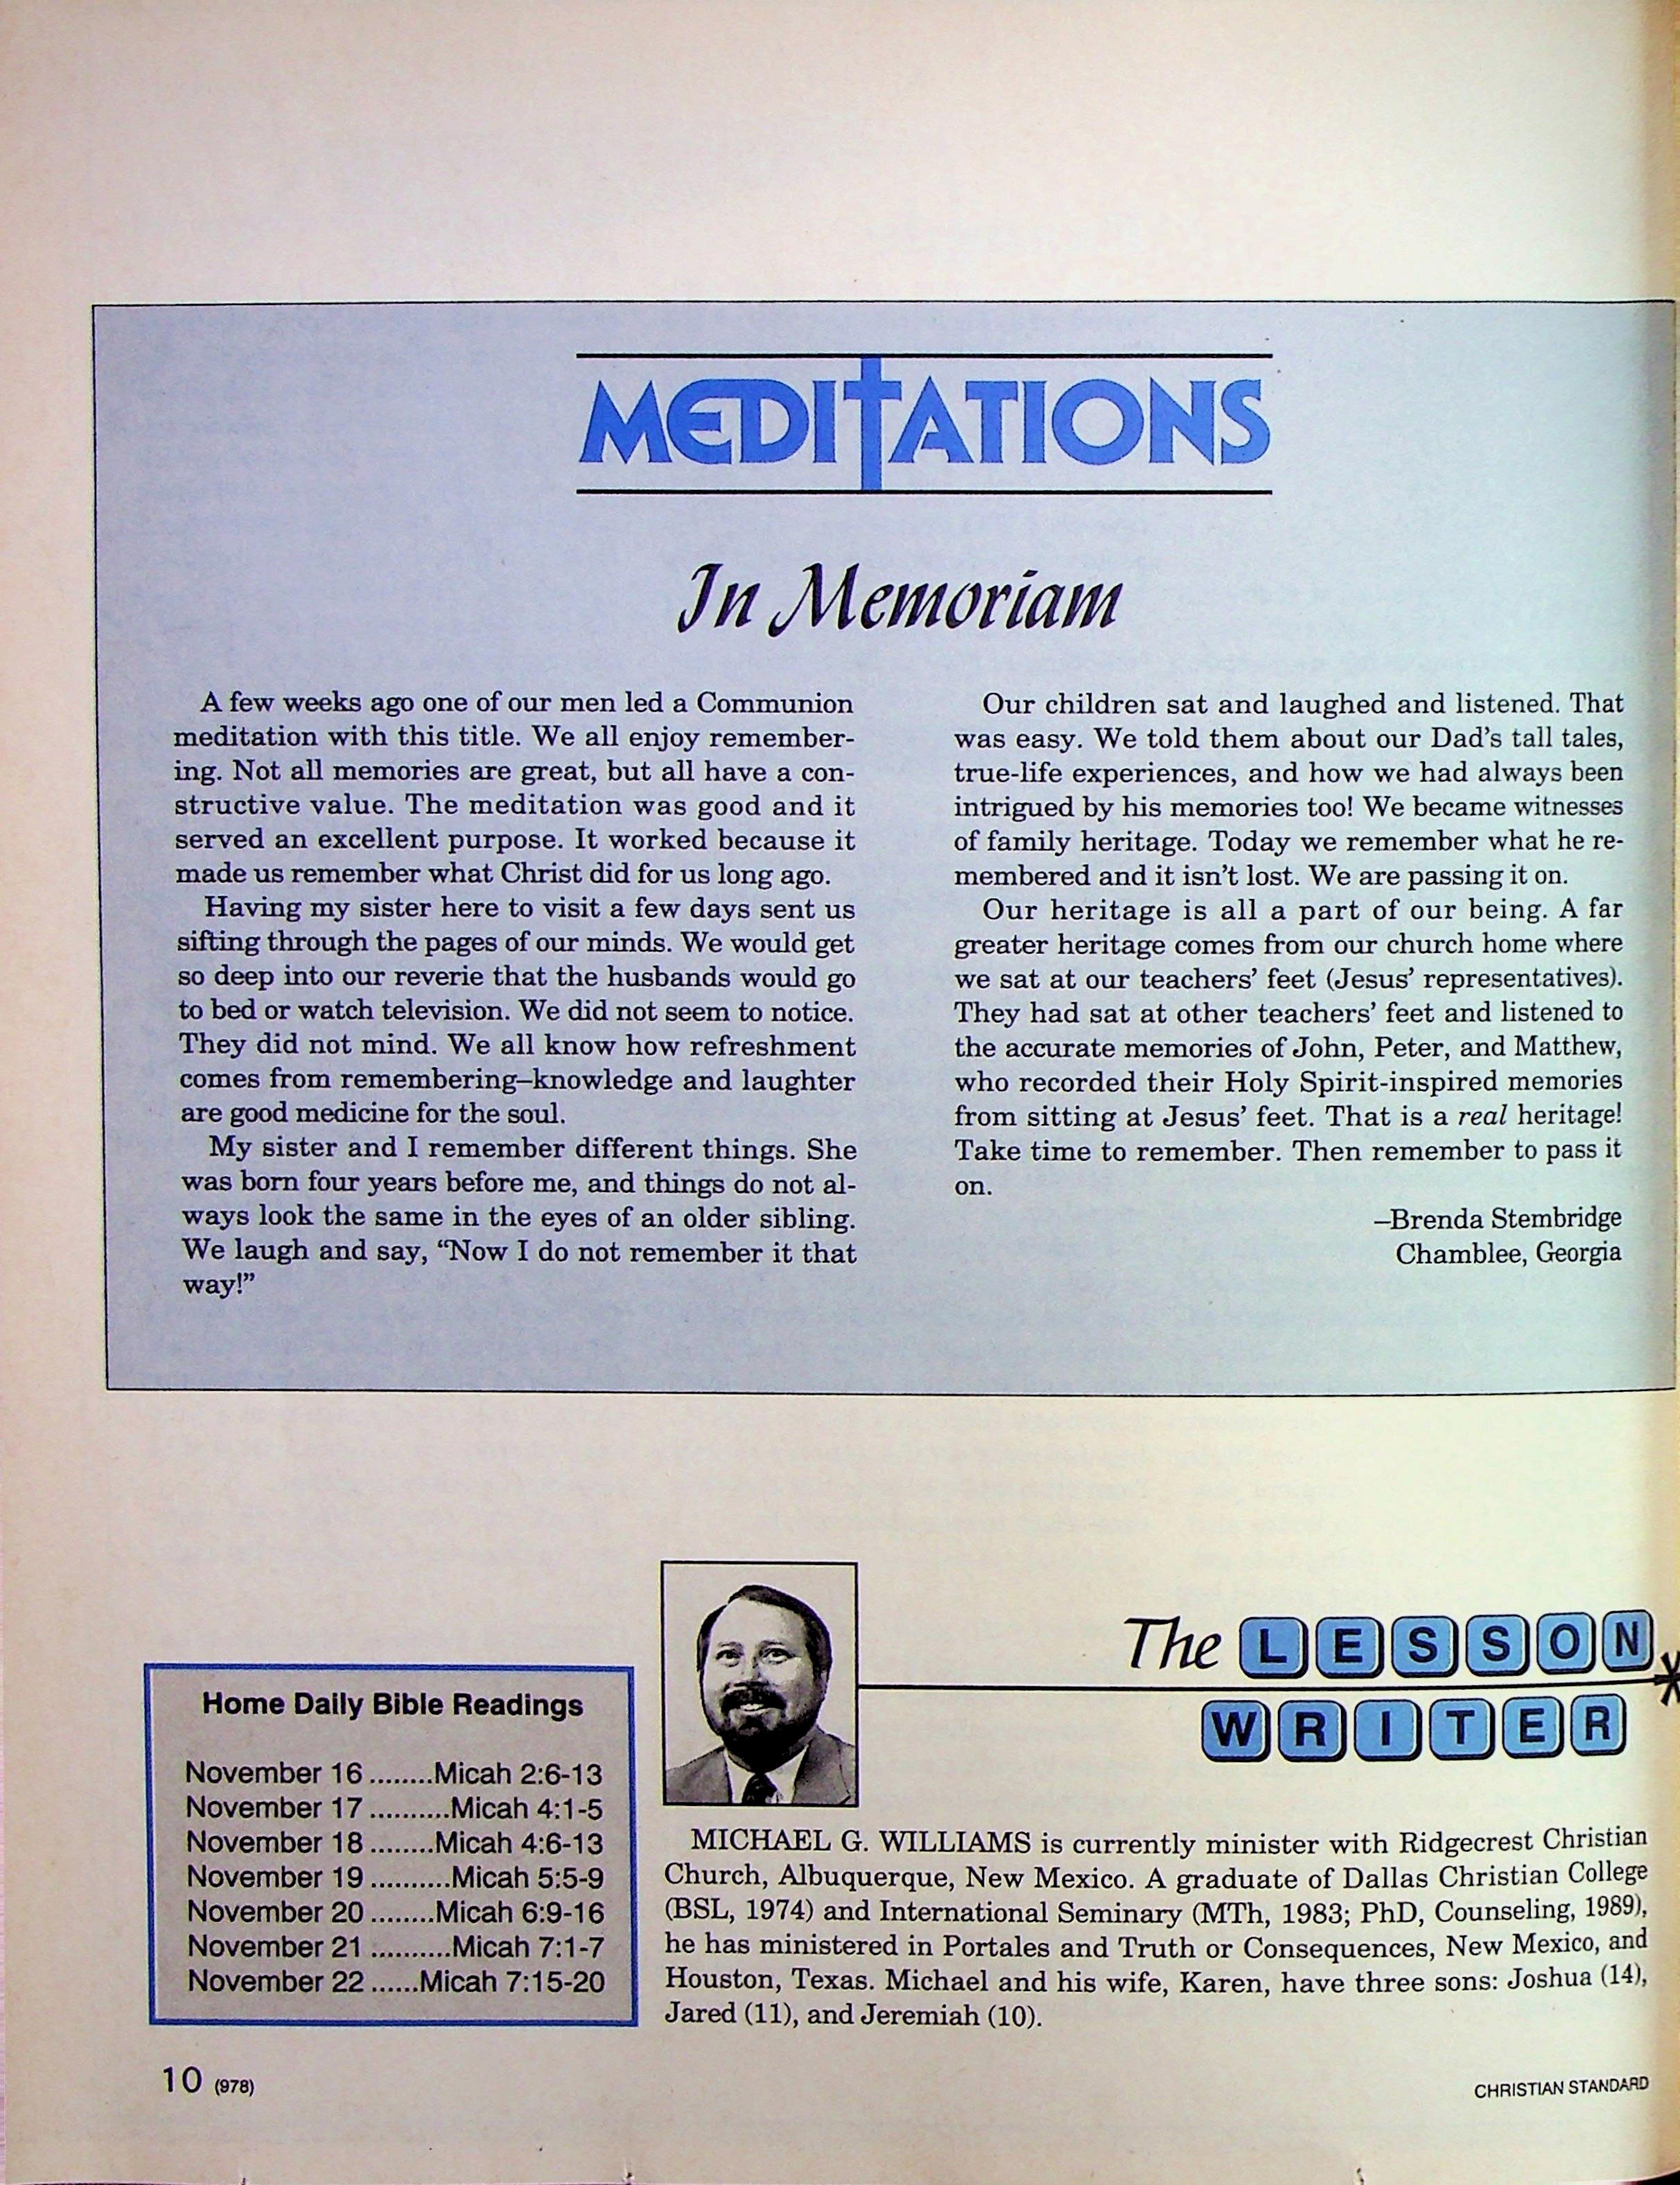 MEDITATIONS
In Memoriam
A few weeks ago one of our men led a Communion
meditation with this title. We all enjoy remember-
ing. Not all memories are great, but all have a con-
structive value. The meditation was good and it
served an excellent purpose. It worked because it
made us remember what Christ did for us long ago.
Having my sister here to visit a few days sent us
sifting through the pages of our minds. We would get
so deep into our reverie that the husbands would go
to bed or watch television. We did not seem to notice.
They did not mind. We all know how refreshment
comes from remembering–knowledge and laughter
are good medicine for the soul.
My sister and I remember different things. She
was born four years before me, and things do not al-
ways look the same in the eyes of an older sibling.
We laugh and say, “Now I do not remember it that
way!”
Our children sat and laughed and listened. That
was easy. We told them about our Dad’s tall tales,
true-life experiences, and how we had always been
intrigued by his memories too! We became witnesses
of family heritage. Today we remember what he re-
membered and it isn’t lost. We are passing it on.
Our heritage is all a part of our being. A far
greater heritage comes from our church home where
we sat at our teachers’ feet (Jesus’ representatives).
They had sat at other teachers’ feet and listened to
the accurate memories of John, Peter, and Matthew,
who recorded their Holy Spirit-inspired memories
from sitting at Jesus’ feet. That is a real heritage!
Take time to remember. Then remember to pass it
on.
–Brenda Stembridge
Chamblee, Georgia
Home Daily Bible Readings
November 16 ........Micah 2:6-13
November 17 ..........Micah 4:1-5
November 18 ........Micah 4:6-13
November 19 ..........Micah 5:5-9
November 20 ........Micah 6:9-16
November 21 ..........Micah 7:1-7
November 22 ......Micah 7:15-20
The LESSON
WRITER
MICHAEL G. WILLIAMS is currently minister with Ridgecrest Christian
Church, Albuquerque, New Mexico. A graduate of Dallas Christian College
(BSL, 1974) and International Seminary (MTh, 1983; PhD, Counseling, 1989),
he has ministered in Portales and Truth or Consequences, New Mexico, and
Houston, Texas. Michael and his wife, Karen, have three sons: Joshua (14),
Jared (11), and Jeremiah (10).
10 (978)
CHRISTIAN STANDARD